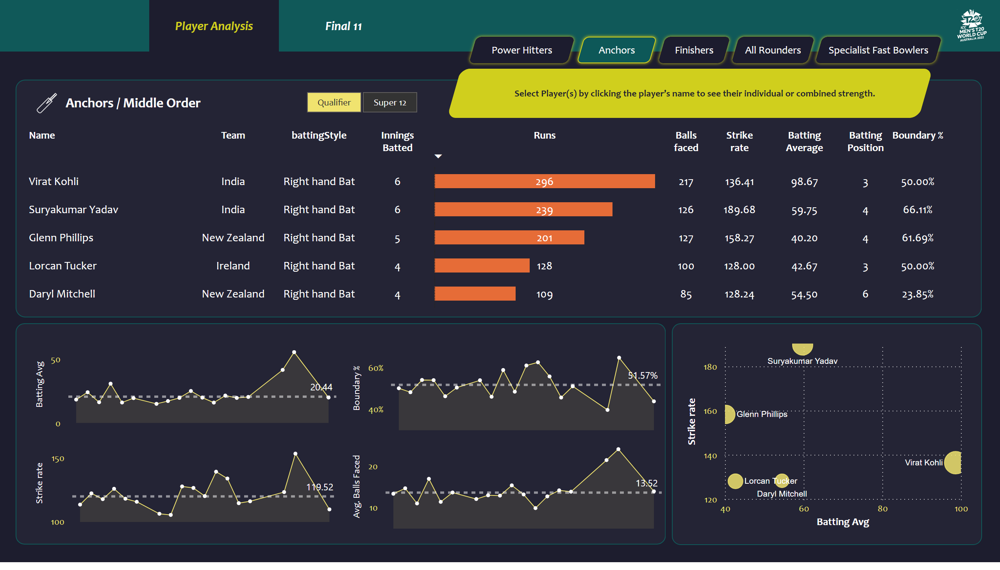 Player Analysis
Final 11
ICC
MEN'S T20
WORLD CUP
AUSTRALIA 2022
Power Hitters
Anchors
Finishers
All Rounders
Specialist Fast Bowlers
Select Player(s) by clicking the player's name to see their individual or combined strength.
Anchors / Middle Order
Qualifier
Super 12
Name Team battingStyle Innings Batted Runs Balls faced Strike rate Batting Average Batting Position Boundary %
Virat Kohli India Right hand Bat 6 296 217 136.41 98.67 3 50.00%
Suryakumar Yadav India Right hand Bat 6 239 126 189.68 59.75 4 66.11%
Glenn Phillips New Zealand Right hand Bat 5 201 127 158.27 40.20 4 61.69%
Lorcan Tucker Ireland Right hand Bat 4 128 100 128.00 42.67 3 50.00%
Daryl Mitchell New Zealand Right hand Bat 4 109 85 128.24 54.50 6 23.85%
Batting Avg
50
0
20.44
Boundary %
60%
40%
51.57%
Strike rate
150
100
119.52
Avg. Balls Faced
20
10
13.52
Strike rate
180
160
140
120
Suryakumar Yadav
Glenn Phillips
Virat Kohli
Lorcan Tucker
Daryl Mitchell
40 60 80 100
Batting Avg